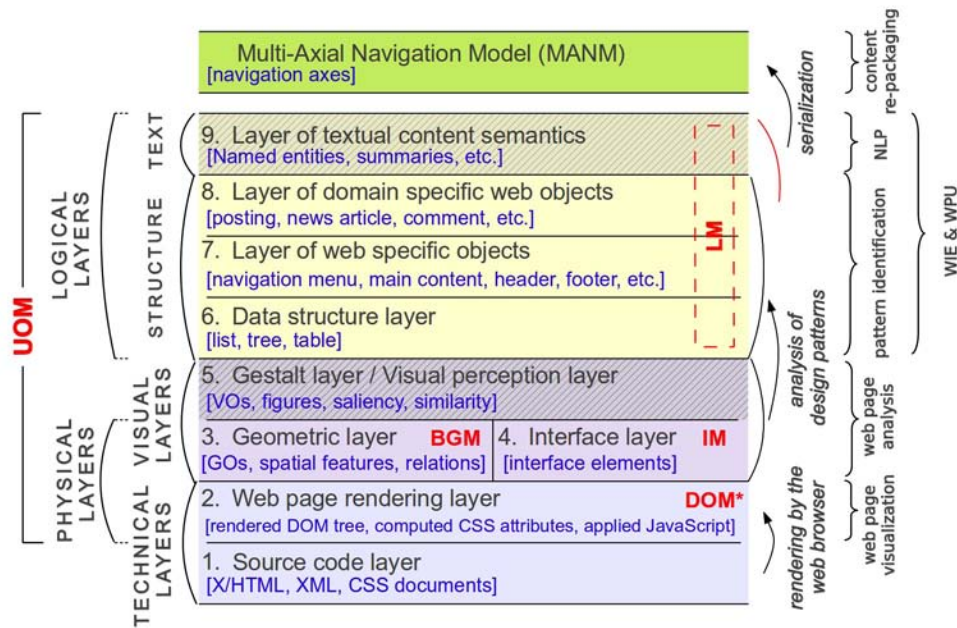 Multi-Axial Navigation Model (MANM)
[navigation axes]
9. Layer of textual content semantics
[Named entities, summaries, etc.]
8. Layer of domain specific web objects
[posting, news article, comment, etc.]
7. Layer of web specific objects
[navigation menu, main content, header, footer, etc.]
6. Data structure layer
[list, tree, table]
5. Gestalt layer / Visual perception layer
[VOs, figures, saliency, similarity]
3. Geometric layer BGM
[GOs, spatial features, relations]
4. Interface layer IM
[interface elements]
2. Web page rendering layer DOM*
[rendered DOM tree, computed CSS attributes, applied JavaScript]
1. Source code layer
[X/HTML, XML, CSS documents]
LM
UOM
LOGICAL
LAYERS
PHYSICAL
LAYERS
TEXT
STRUCTURE
VISUAL
LAYERS
TECHNICAL
LAYERS
serialization
analysis of
design patterns
rendering by the
web browser
content
re-packaging
NLP
pattern identification
web page
analysis
web page
visualization
WIE & WPU